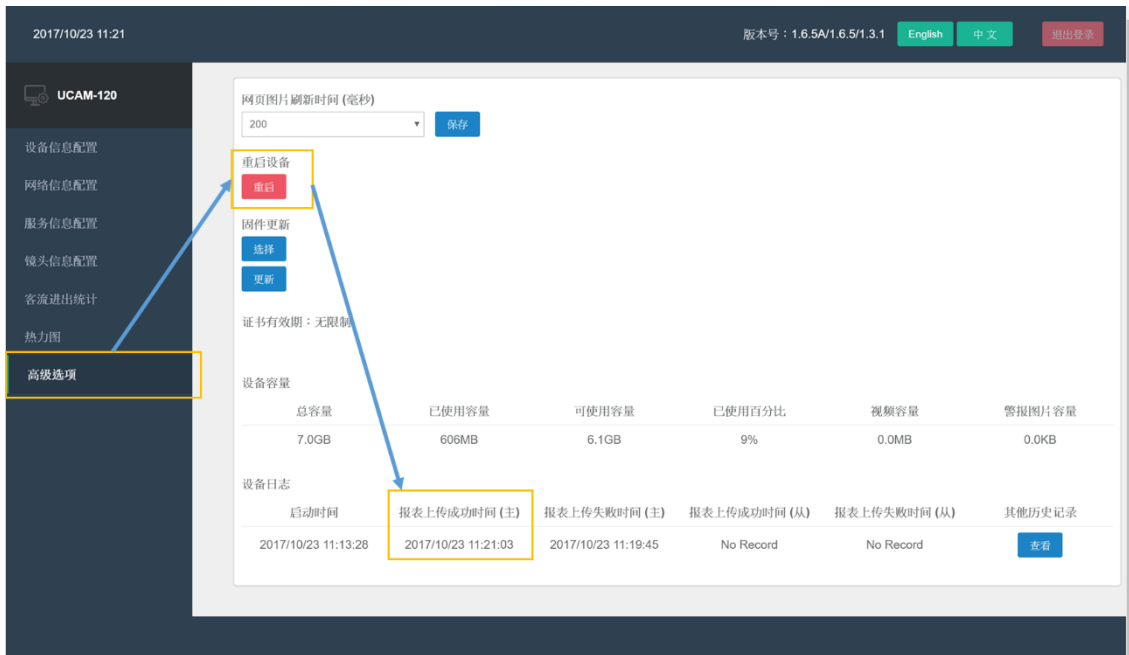 2017/10/23 11:21
版本号：1.6.5A/1.6.5/1.3.1
English
中文
退出登录
UCAM-120
设备信息配置
网络信息配置
服务信息配置
镜头信息配置
客流进出统计
热力图
高级选项
网页图片刷新时间 (毫秒)
200
保存
重启设备
重启
固件更新
选择
更新
证书有效期：无限制
设备容量
总容量 已使用容量 可使用容量 已使用百分比 视频容量 警报图片容量
7.0GB 606MB 6.1GB 9% 0.0MB 0.0KB
设备日志
启动时间 报表上传成功时间 (主) 报表上传失败时间 (主) 报表上传成功时间 (从) 报表上传失败时间 (从) 其他历史记录
2017/10/23 11:13:28 2017/10/23 11:21:03 2017/10/23 11:19:45 No Record No Record 查看